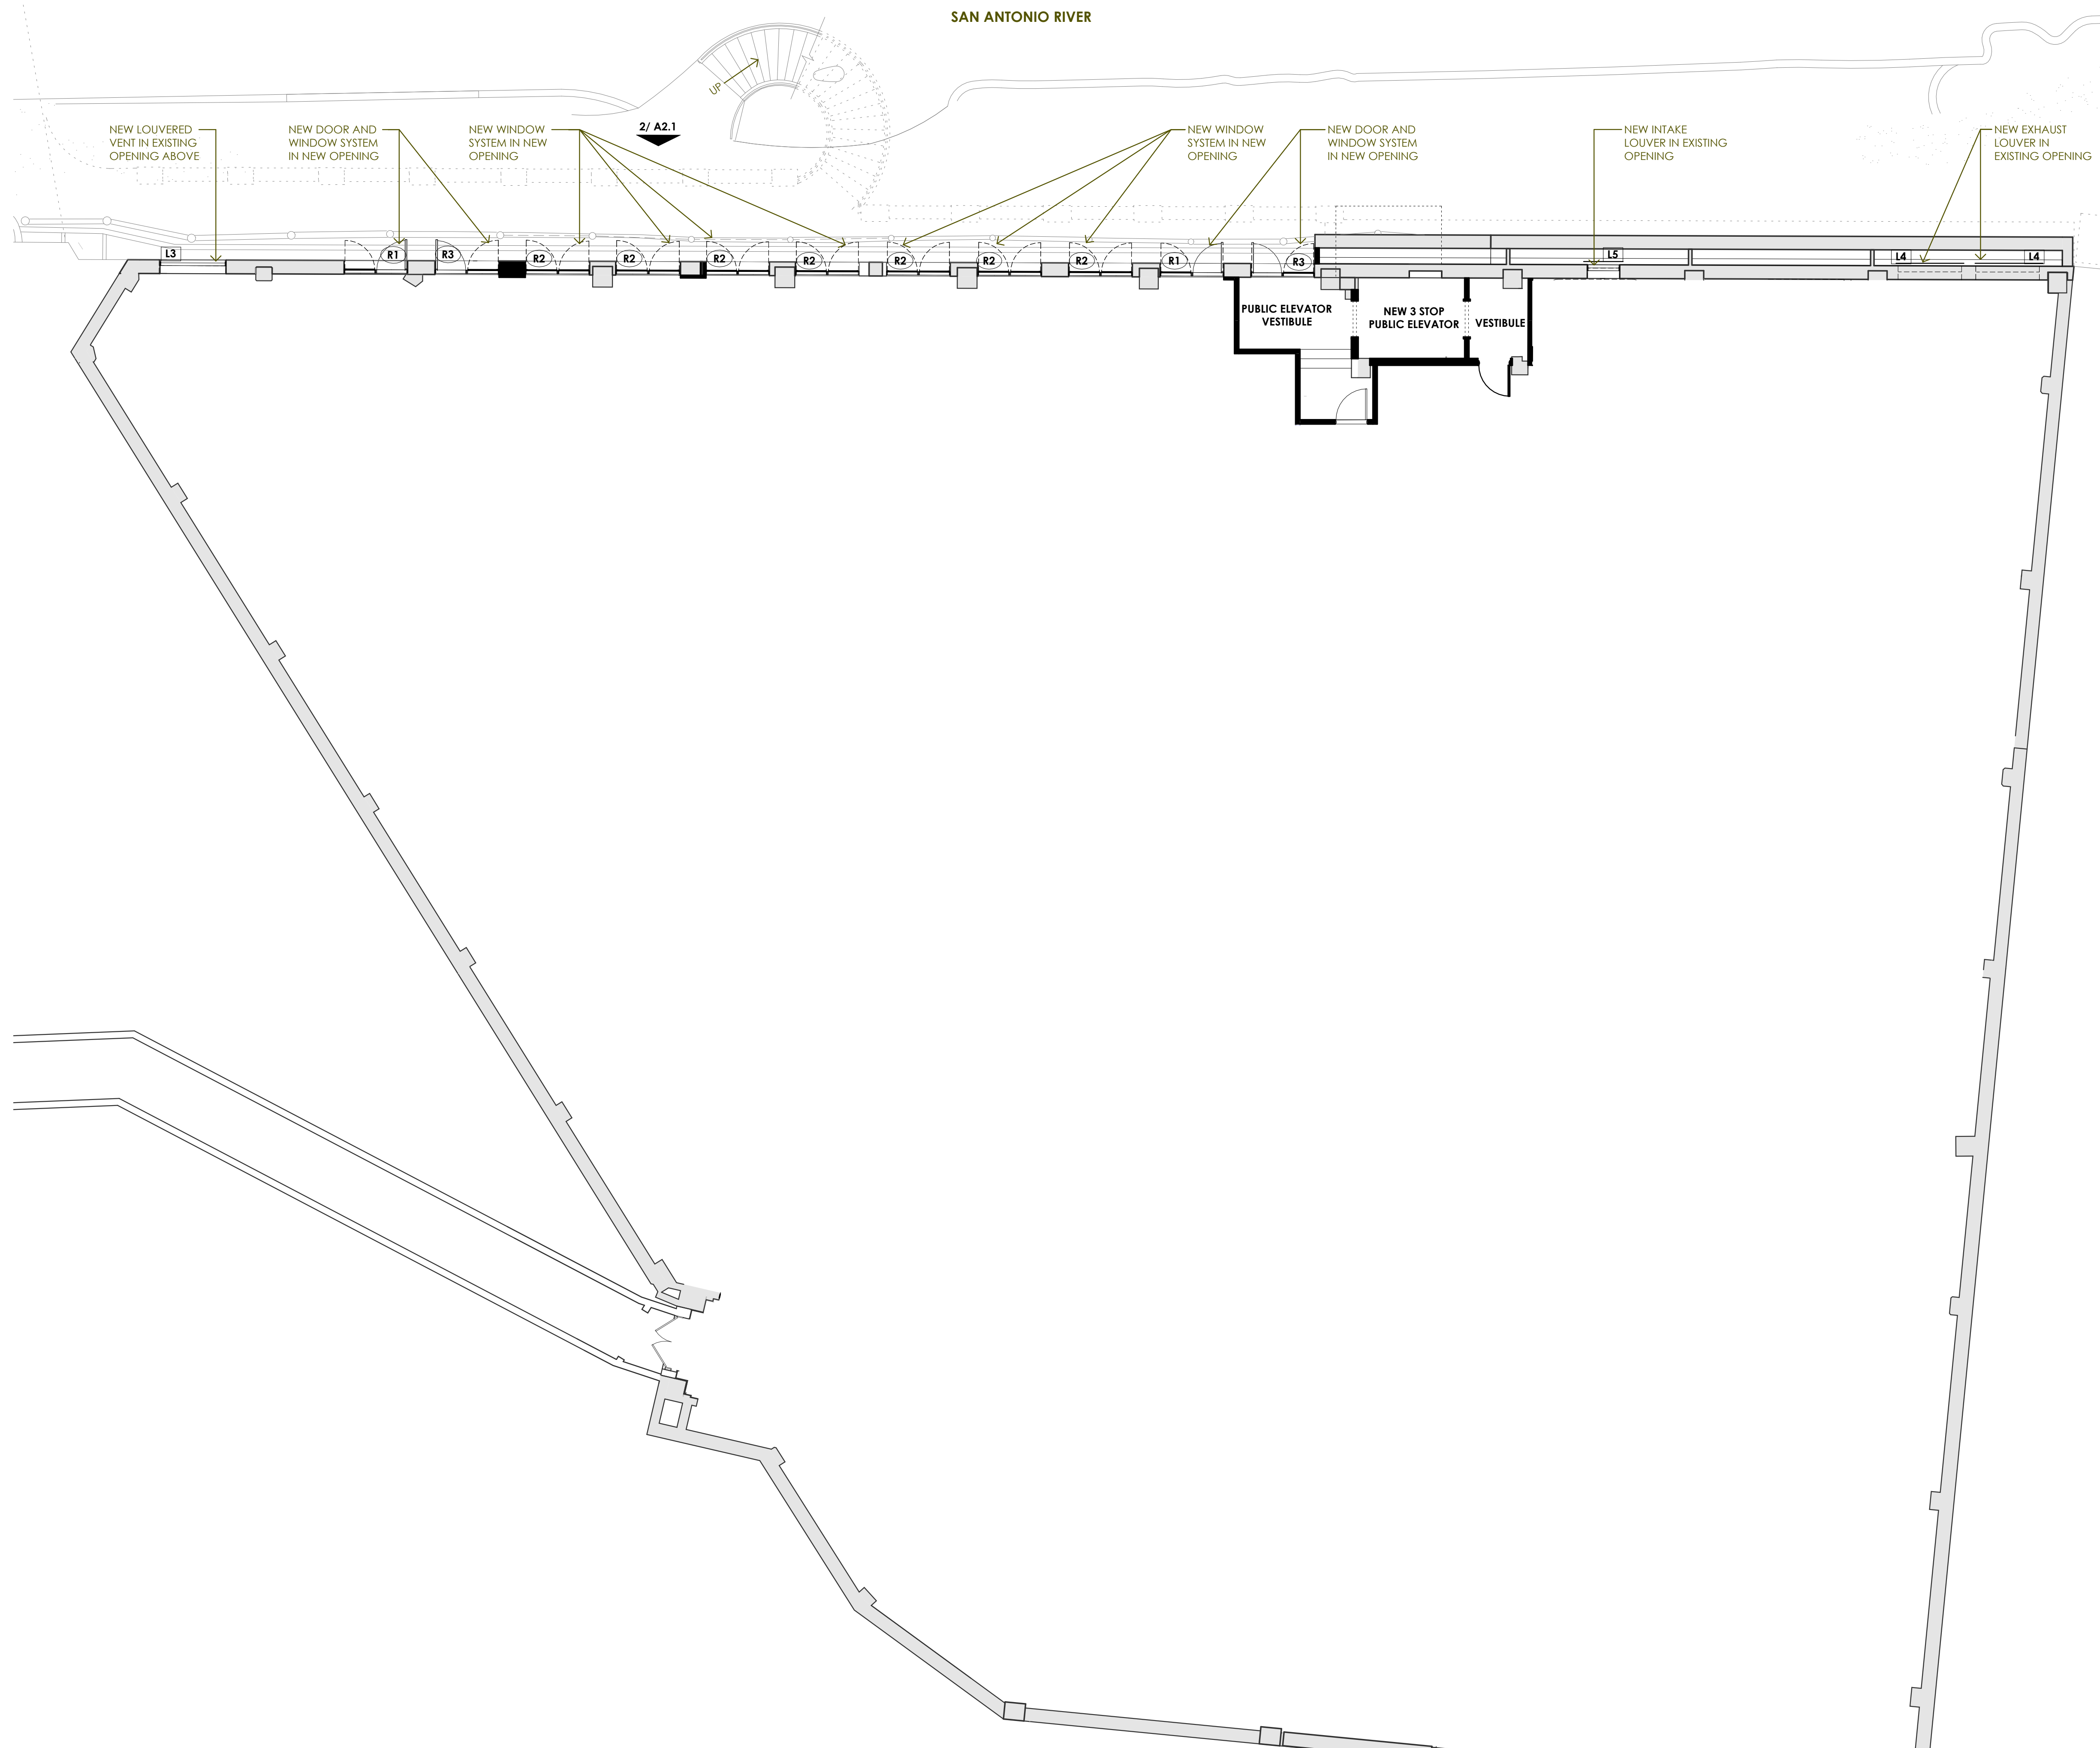 SAN ANTONIO RIVER
UP
2/ A2.1
NEW LOUVERED
VENT IN EXISTING
OPENING ABOVE
NEW DOOR AND
WINDOW SYSTEM
IN NEW OPENING
NEW WINDOW
SYSTEM IN NEW
OPENING
NEW WINDOW
SYSTEM IN NEW
OPENING
NEW DOOR AND
WINDOW SYSTEM
IN NEW OPENING
NEW INTAKE
LOUVER IN EXISTING
OPENING
NEW EXHAUST
LOUVER IN
EXISTING OPENING
L3
R1
R3
R2
R2
R2
R2
R2
R2
R2
R1
R3
L5
L4
L4
PUBLIC ELEVATOR
VESTIBULE
NEW 3 STOP
PUBLIC ELEVATOR
VESTIBULE